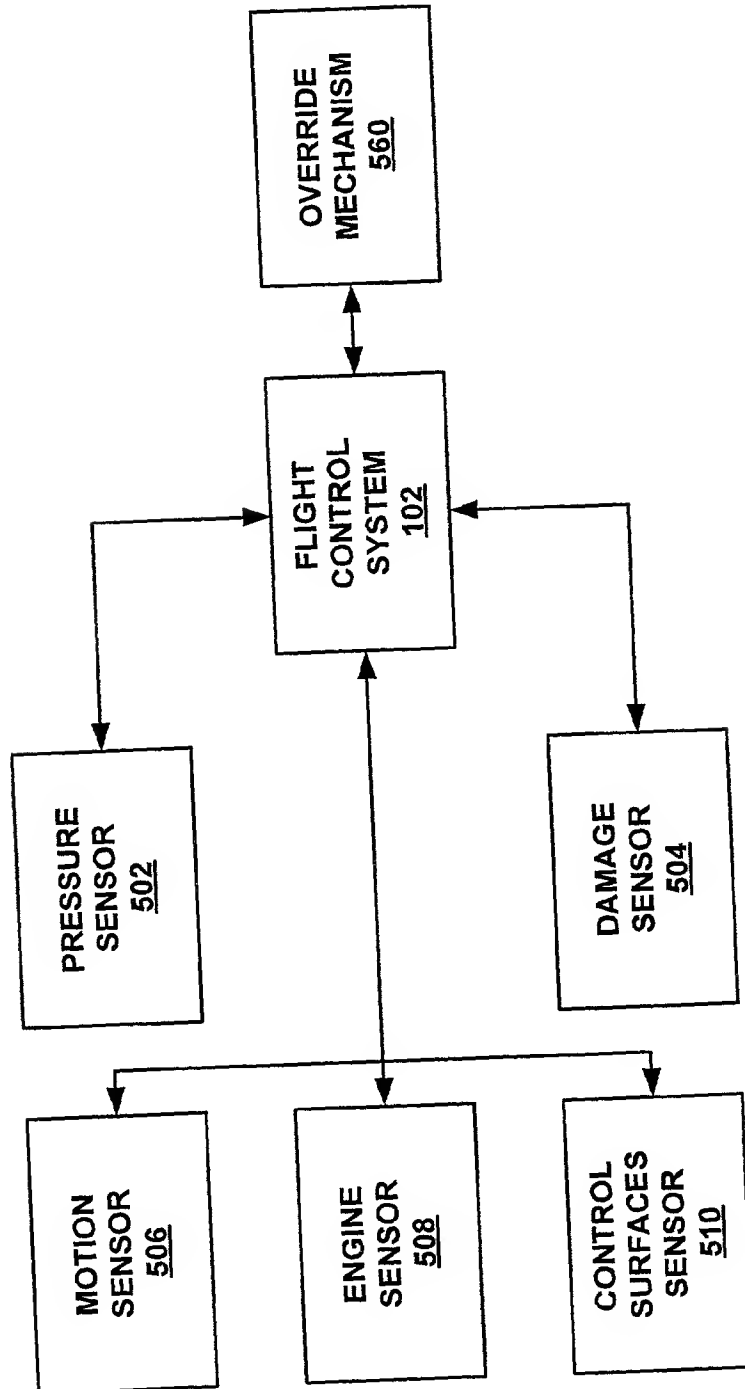 MOTION
SENSOR
506
ENGINE
SENSOR
508
CONTROL
SURFACES
SENSOR
510
PRESSURE
SENSOR
502
DAMAGE
SENSOR
504
FLIGHT
CONTROL
SYSTEM
102
OVERRIDE
MECHANISM
560